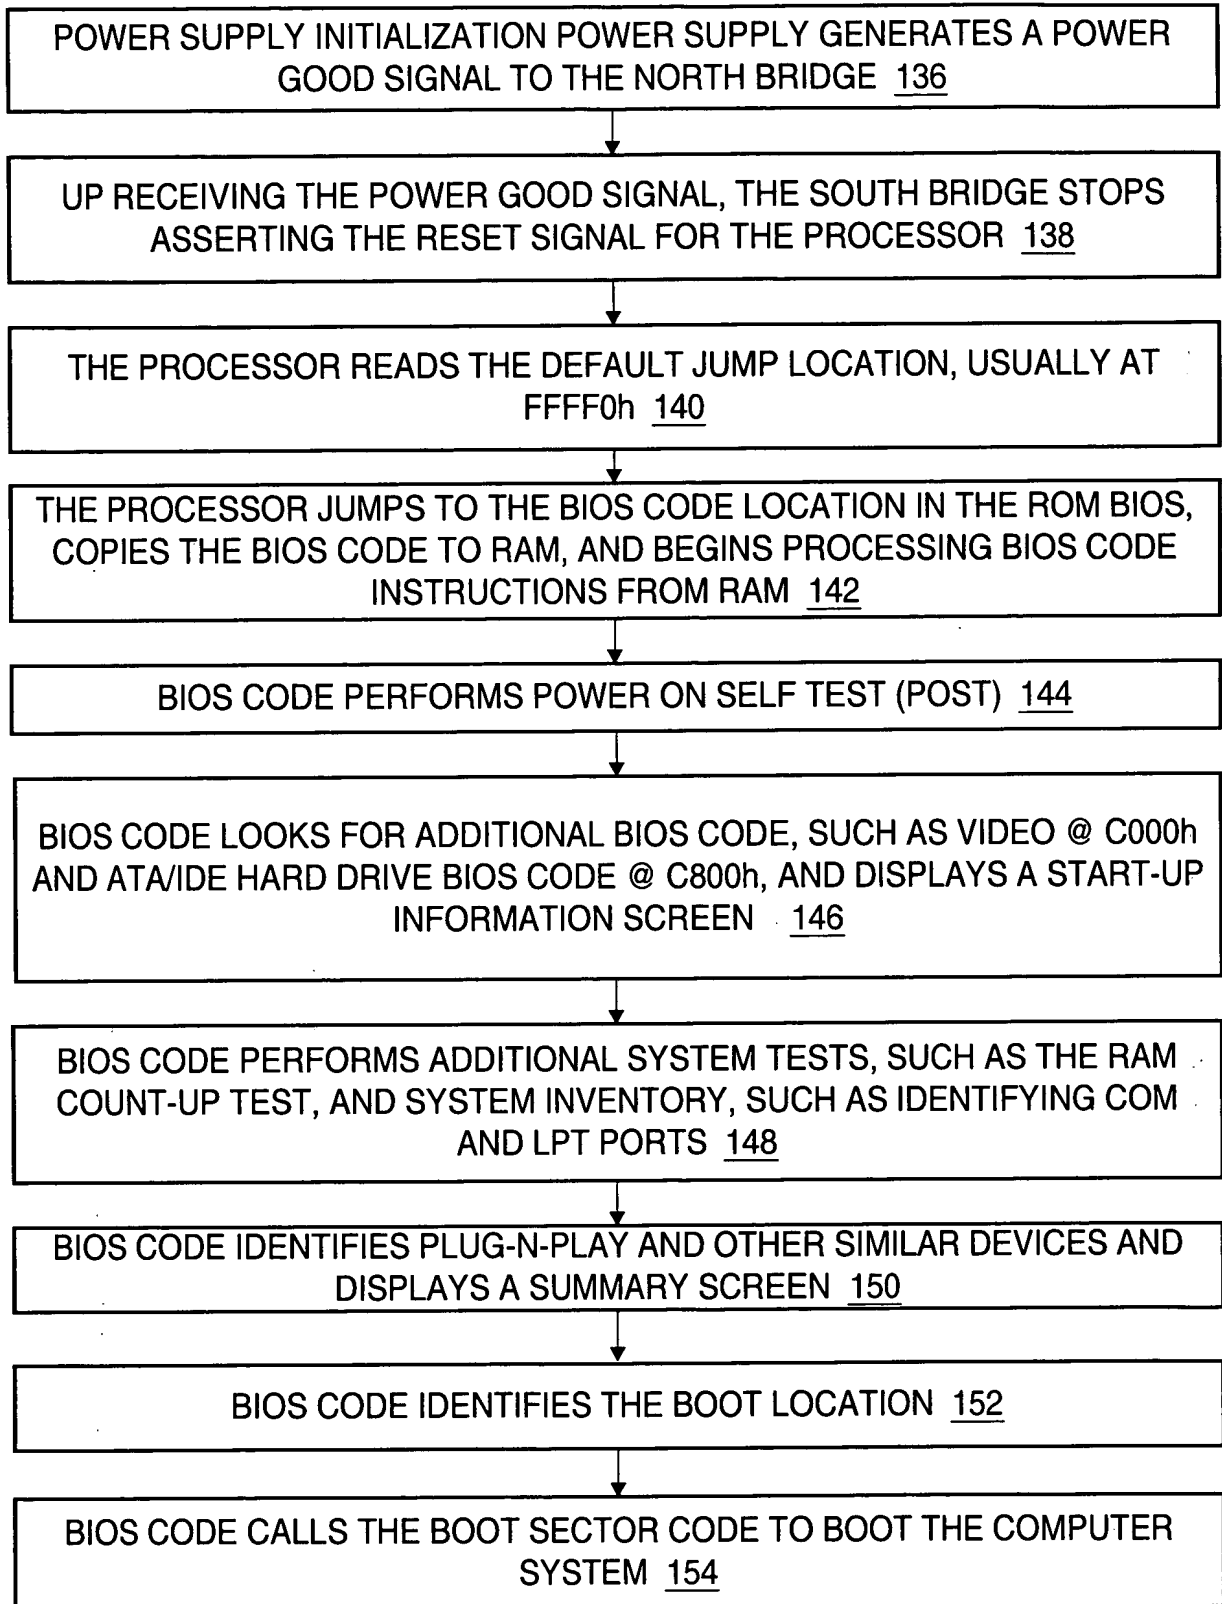 POWER SUPPLY INITIALIZATION POWER SUPPLY GENERATES A POWER
GOOD SIGNAL TO THE NORTH BRIDGE 136
UP RECEIVING THE POWER GOOD SIGNAL, THE SOUTH BRIDGE STOPS
ASSERTING THE RESET SIGNAL FOR THE PROCESSOR 138
THE PROCESSOR READS THE DEFAULT JUMP LOCATION, USUALLY AT
FFFF0h 140
THE PROCESSOR JUMPS TO THE BIOS CODE LOCATION IN THE ROM BIOS,
COPIES THE BIOS CODE TO RAM, AND BEGINS PROCESSING BIOS CODE
INSTRUCTIONS FROM RAM 142
BIOS CODE PERFORMS POWER ON SELF TEST (POST) 144
BIOS CODE LOOKS FOR ADDITIONAL BIOS CODE, SUCH AS VIDEO @ C000h
AND ATA/IDE HARD DRIVE BIOS CODE @ C800h, AND DISPLAYS A START-UP
INFORMATION SCREEN 146
BIOS CODE PERFORMS ADDITIONAL SYSTEM TESTS, SUCH AS THE RAM
COUNT-UP TEST, AND SYSTEM INVENTORY, SUCH AS IDENTIFYING COM
AND LPT PORTS 148
BIOS CODE IDENTIFIES PLUG-N-PLAY AND OTHER SIMILAR DEVICES AND
DISPLAYS A SUMMARY SCREEN 150
BIOS CODE IDENTIFIES THE BOOT LOCATION 152
BIOS CODE CALLS THE BOOT SECTOR CODE TO BOOT THE COMPUTER
SYSTEM 154